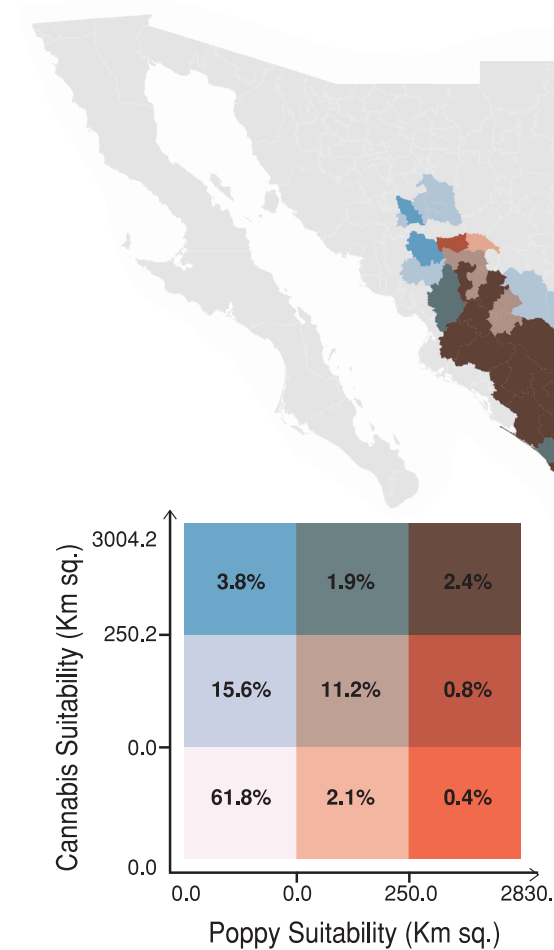 3004.2
3.8% 1.9% 2.4%
250.2
15.6% 11.2% 0.8%
0.0
61.8% 2.1% 0.4%
0.0
0.0 0.0 250.0 2830.
Cannabis Suitability (Km sq.)
Poppy Suitability (Km sq.)